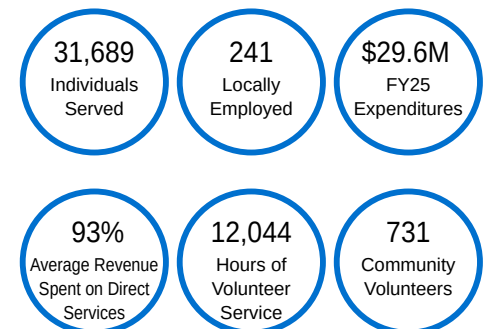 31,689
Individuals
Served
241
Locally
Employed
$29.6M
FY25
Expenditures
93%
Average Revenue
Spent on Direct
Services
12,044
Hours of
Volunteer
Service
731
Community
Volunteers